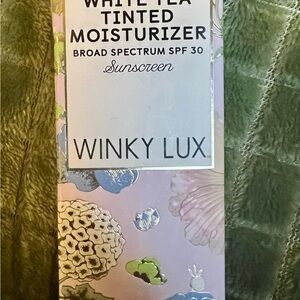 WHITE TEA
TINTED
MOISTURIZER
BROAD SPECTRUM SPF 30
Sunscreen
WINKY LUX